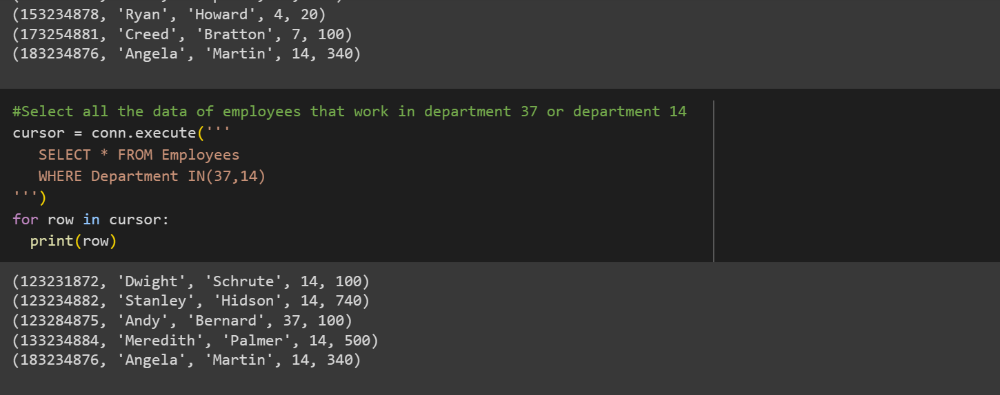 (153234878, 'Ryan', 'Howard', 4, 20)
(173254881, 'Creed', 'Bratton', 7, 100)
(183234876, 'Angela', 'Martin', 14, 340)
#Select all the data of employees that work in department 37 or department 14
cursor = conn.execute('''
   SELECT * FROM Employees
   WHERE Department IN(37,14)
''')
for row in cursor:
  print(row)
(123231872, 'Dwight', 'Schrute', 14, 100)
(123234882, 'Stanley', 'Hidson', 14, 740)
(123284875, 'Andy', 'Bernard', 37, 100)
(133234884, 'Meredith', 'Palmer', 14, 500)
(183234876, 'Angela', 'Martin', 14, 340)